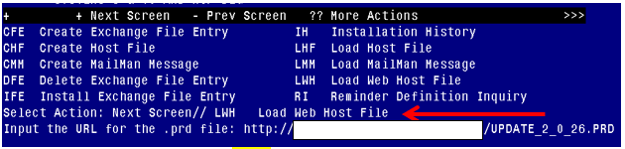 + + Next Screen - Prev Screen ?? More Actions >>>
CFE Create Exchange File Entry IH Installation History
CHF Create Host File LHF Load Host File
CMM Create MailMan Message LMM Load MailMan Message
DFE Delete Exchange File Entry LWH Load Web Host File
IFE Install Exchange File Entry RI Reminder Definition Inquiry
Select Action: Next Screen// LWH Load Web Host File
Input the URL for the .prd file: http:// /UPDATE_2_0_26.PRD